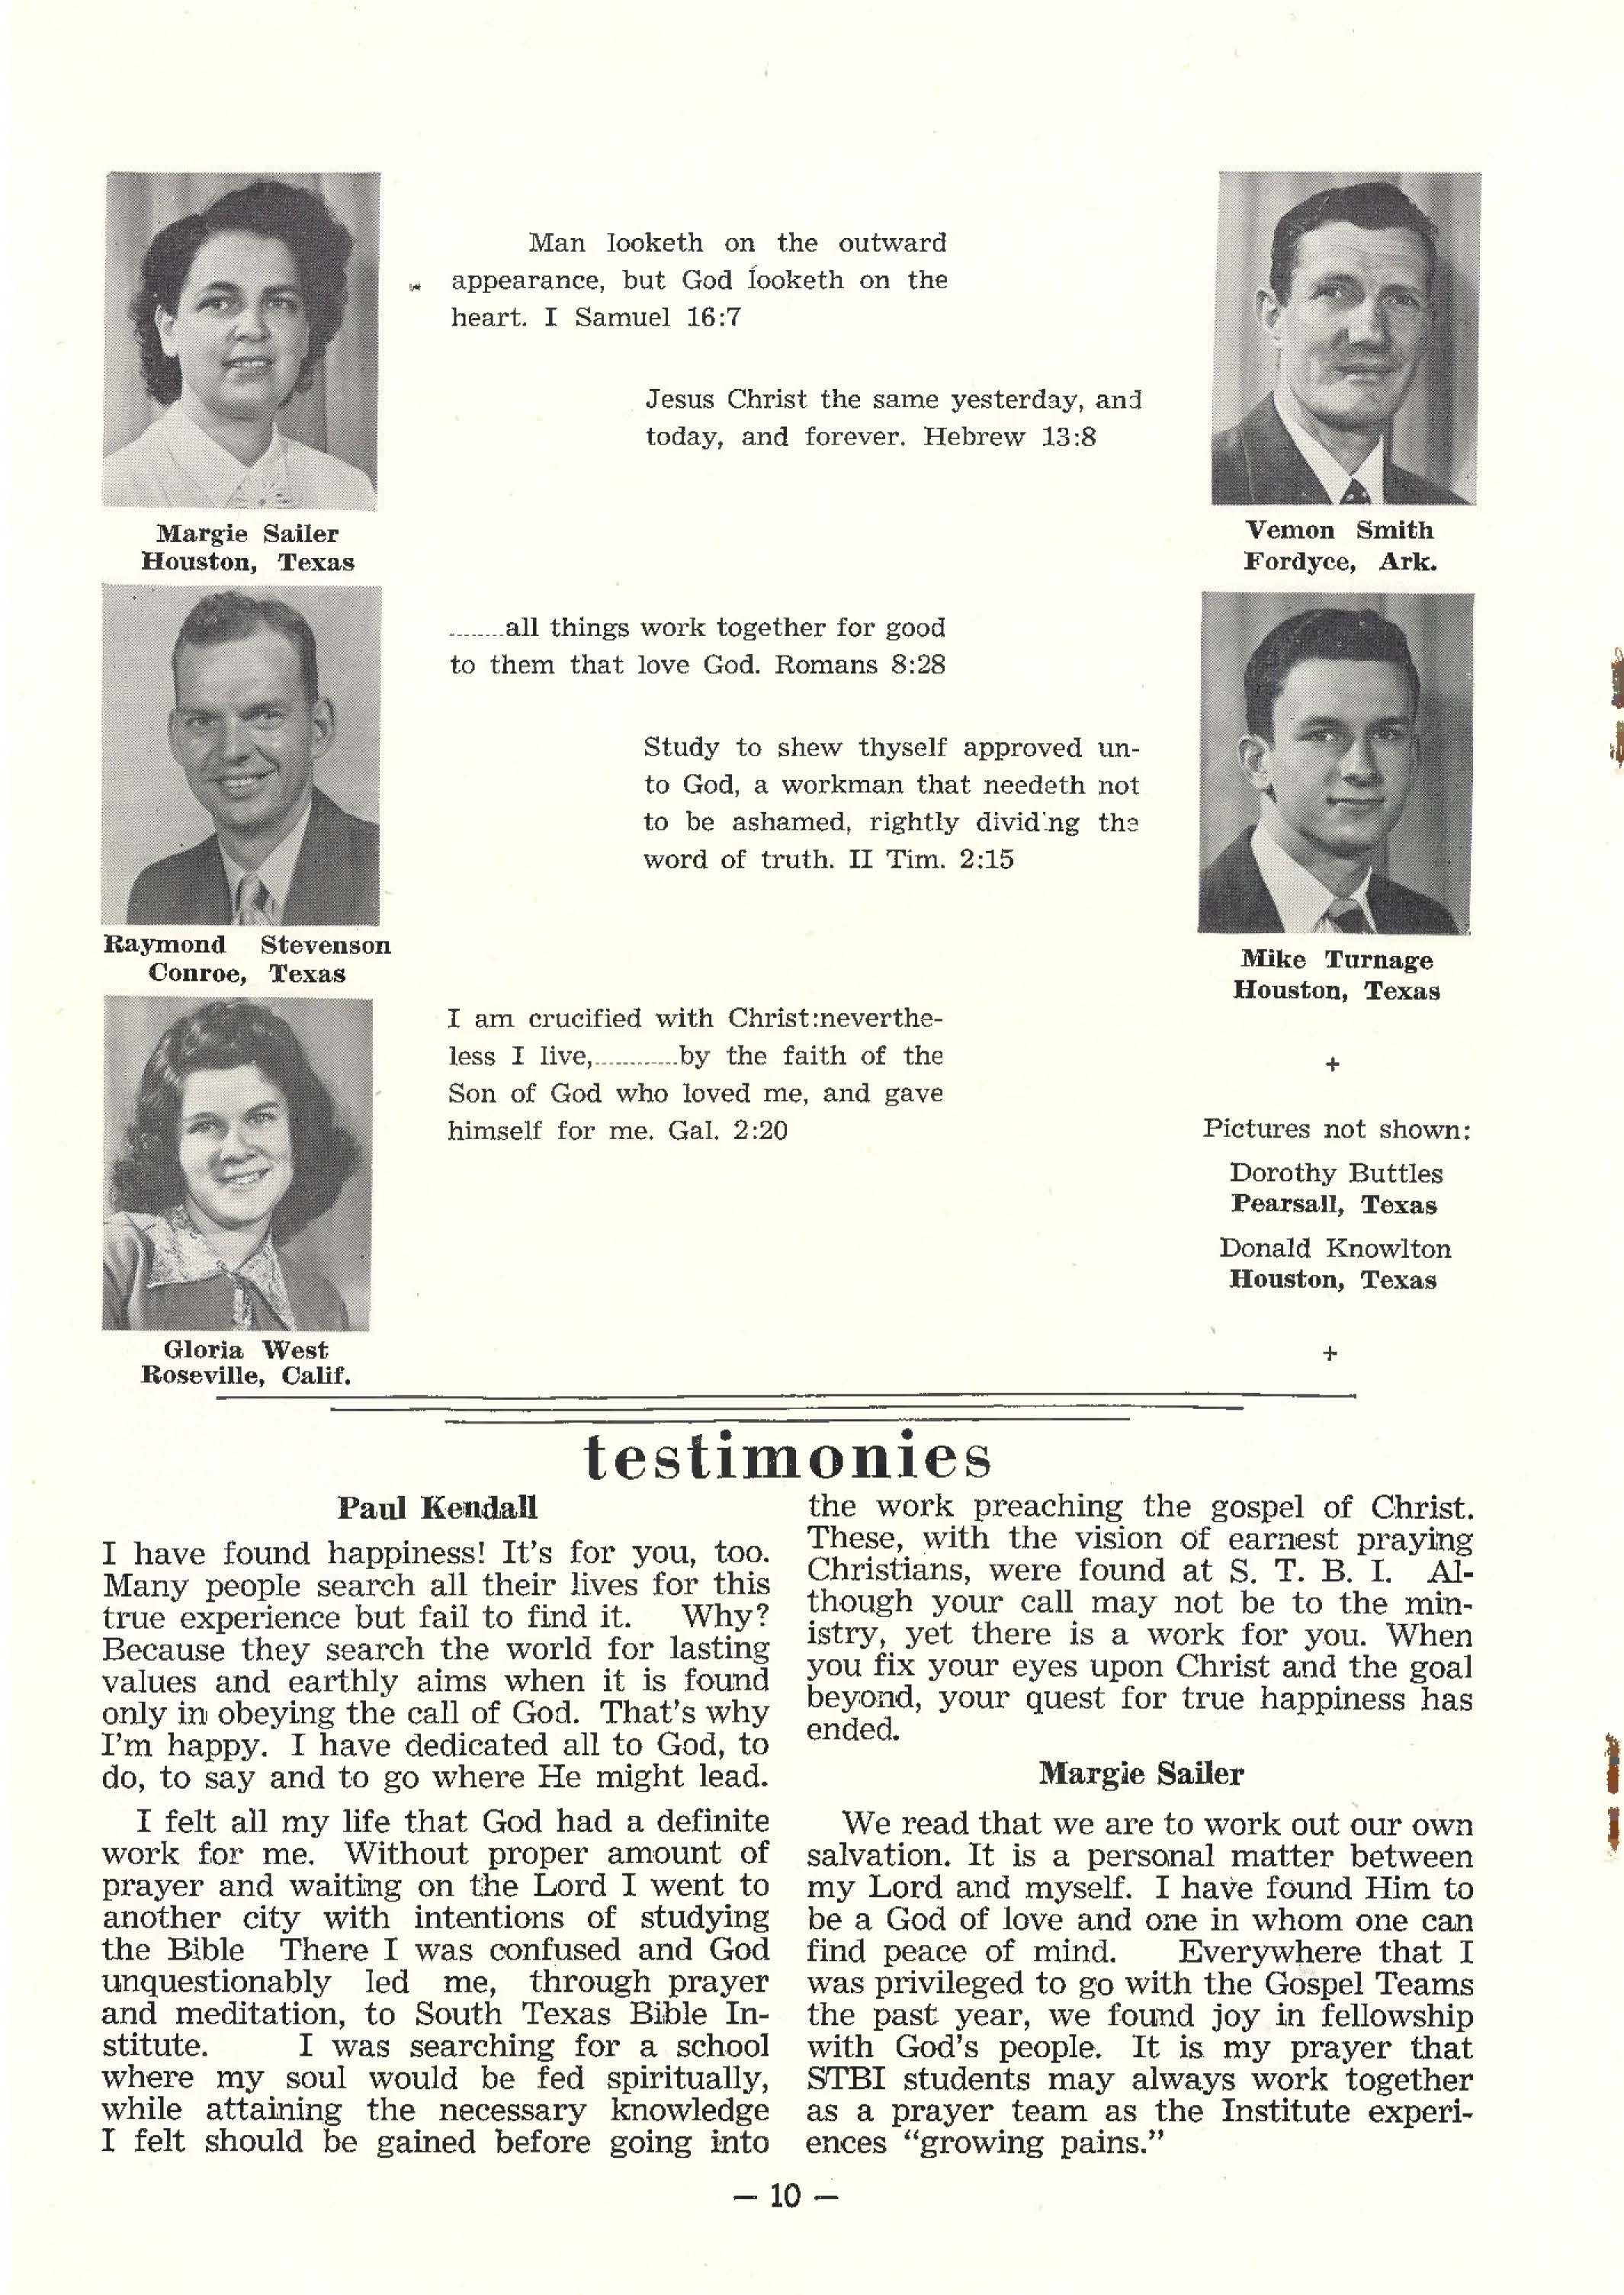 Man looketh on the outward
appearance, but God looketh on the
heart. I Samuel 16:7
Jesus Christ the same yesterday, and
today, and forever. Hebrew 13:8
Margie Sailer
Houston, Texas
Vemon Smith
Fordyce, Ark.
........all things work together for good
to them that love God. Romans 8:28
Study to shew thyself approved un-
to God, a workman that needeth not
to be ashamed, rightly dividing the
word of truth. II Tim. 2:15
Raymond Stevenson
Conroe, Texas
Mike Turnage
Houston, Texas
I am crucified with Christ:neverthe-
less I live,............by the faith of the
Son of God who loved me, and gave
himself for me. Gal. 2:20
+
Pictures not shown:
Dorothy Buttles
Pearsall, Texas
Donald Knowlton
Houston, Texas
+
Gloria West
Roseville, Calif.
testimonies
Paul Kendall
I have found happiness! It's for you, too.
Many people search all their lives for this
true experience but fail to find it. Why?
Because they search the world for lasting
values and earthly aims when it is found
only in obeying the call of God. That's why
I'm happy. I have dedicated all to God, to
do, to say and to go where He might lead.
I felt all my life that God had a definite
work for me. Without proper amount of
prayer and waiting on the Lord I went to
another city with intentions of studying
the Bible There I was confused and God
unquestionably led me, through prayer
and meditation, to South Texas Bible In-
stitute. I was searching for a school
where my soul would be fed spiritually,
while attaining the necessary knowledge
I felt should be gained before going into
the work preaching the gospel of Christ.
These, with the vision of earnest praying
Christians, were found at S. T. B. I. Al-
though your call may not be to the min-
istry, yet there is a work for you. When
you fix your eyes upon Christ and the goal
beyond, your quest for true happiness has
ended.
Margie Sailer
We read that we are to work out our own
salvation. It is a personal matter between
my Lord and myself. I have found Him to
be a God of love and one in whom one can
find peace of mind. Everywhere that I
was privileged to go with the Gospel Teams
the past year, we found joy in fellowship
with God's people. It is my prayer that
STBI students may always work together
as a prayer team as the Institute experi-
ences "growing pains."
— 10 —